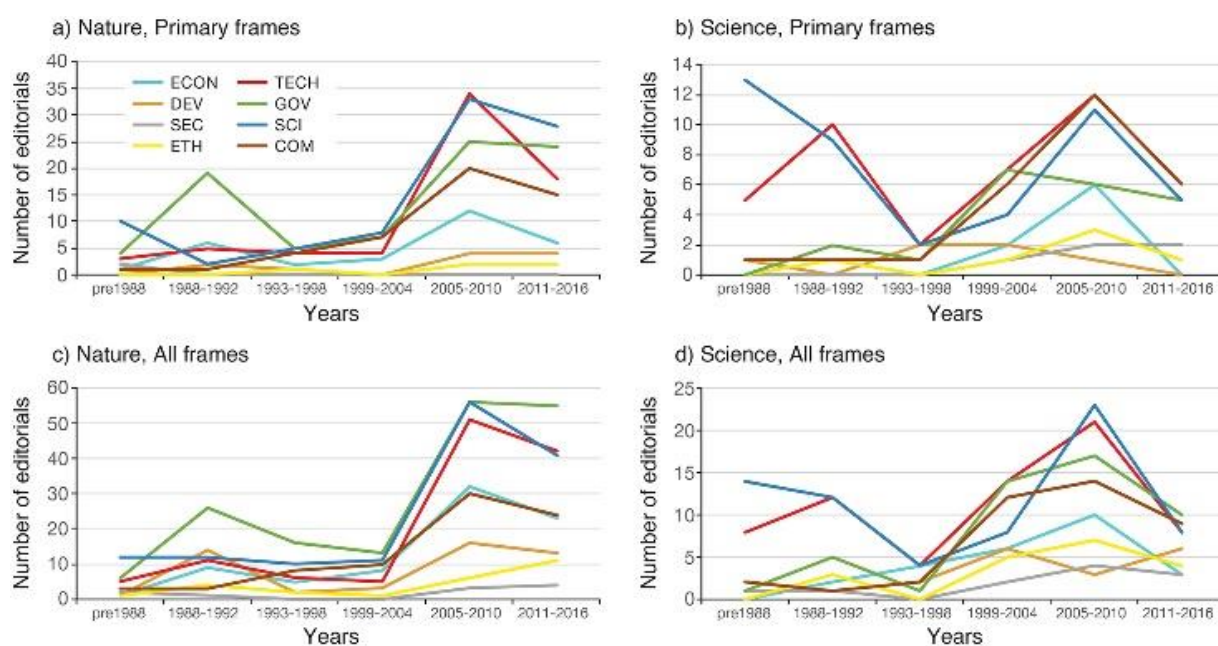 a) Nature, Primary frames
Number of editorials
40
35
30
25
20
15
10
5
0
ECON TECH
DEV GOV
SEC SCI
ETH COM
pre1988 1988-1992 1993-1998 1999-2004 2005-2010 2011-2016
Years
b) Science, Primary frames
Number of editorials
14
12
10
8
6
4
2
0
pre1988 1988-1992 1993-1998 1999-2004 2005-2010 2011-2016
Years
c) Nature, All frames
Number of editorials
60
50
40
30
20
10
0
pre1988 1988-1992 1993-1998 1999-2004 2005-2010 2011-2016
Years
d) Science, All frames
Number of editorials
25
20
15
10
5
0
pre1988 1988-1992 1993-1998 1999-2004 2005-2010 2011-2016
Years